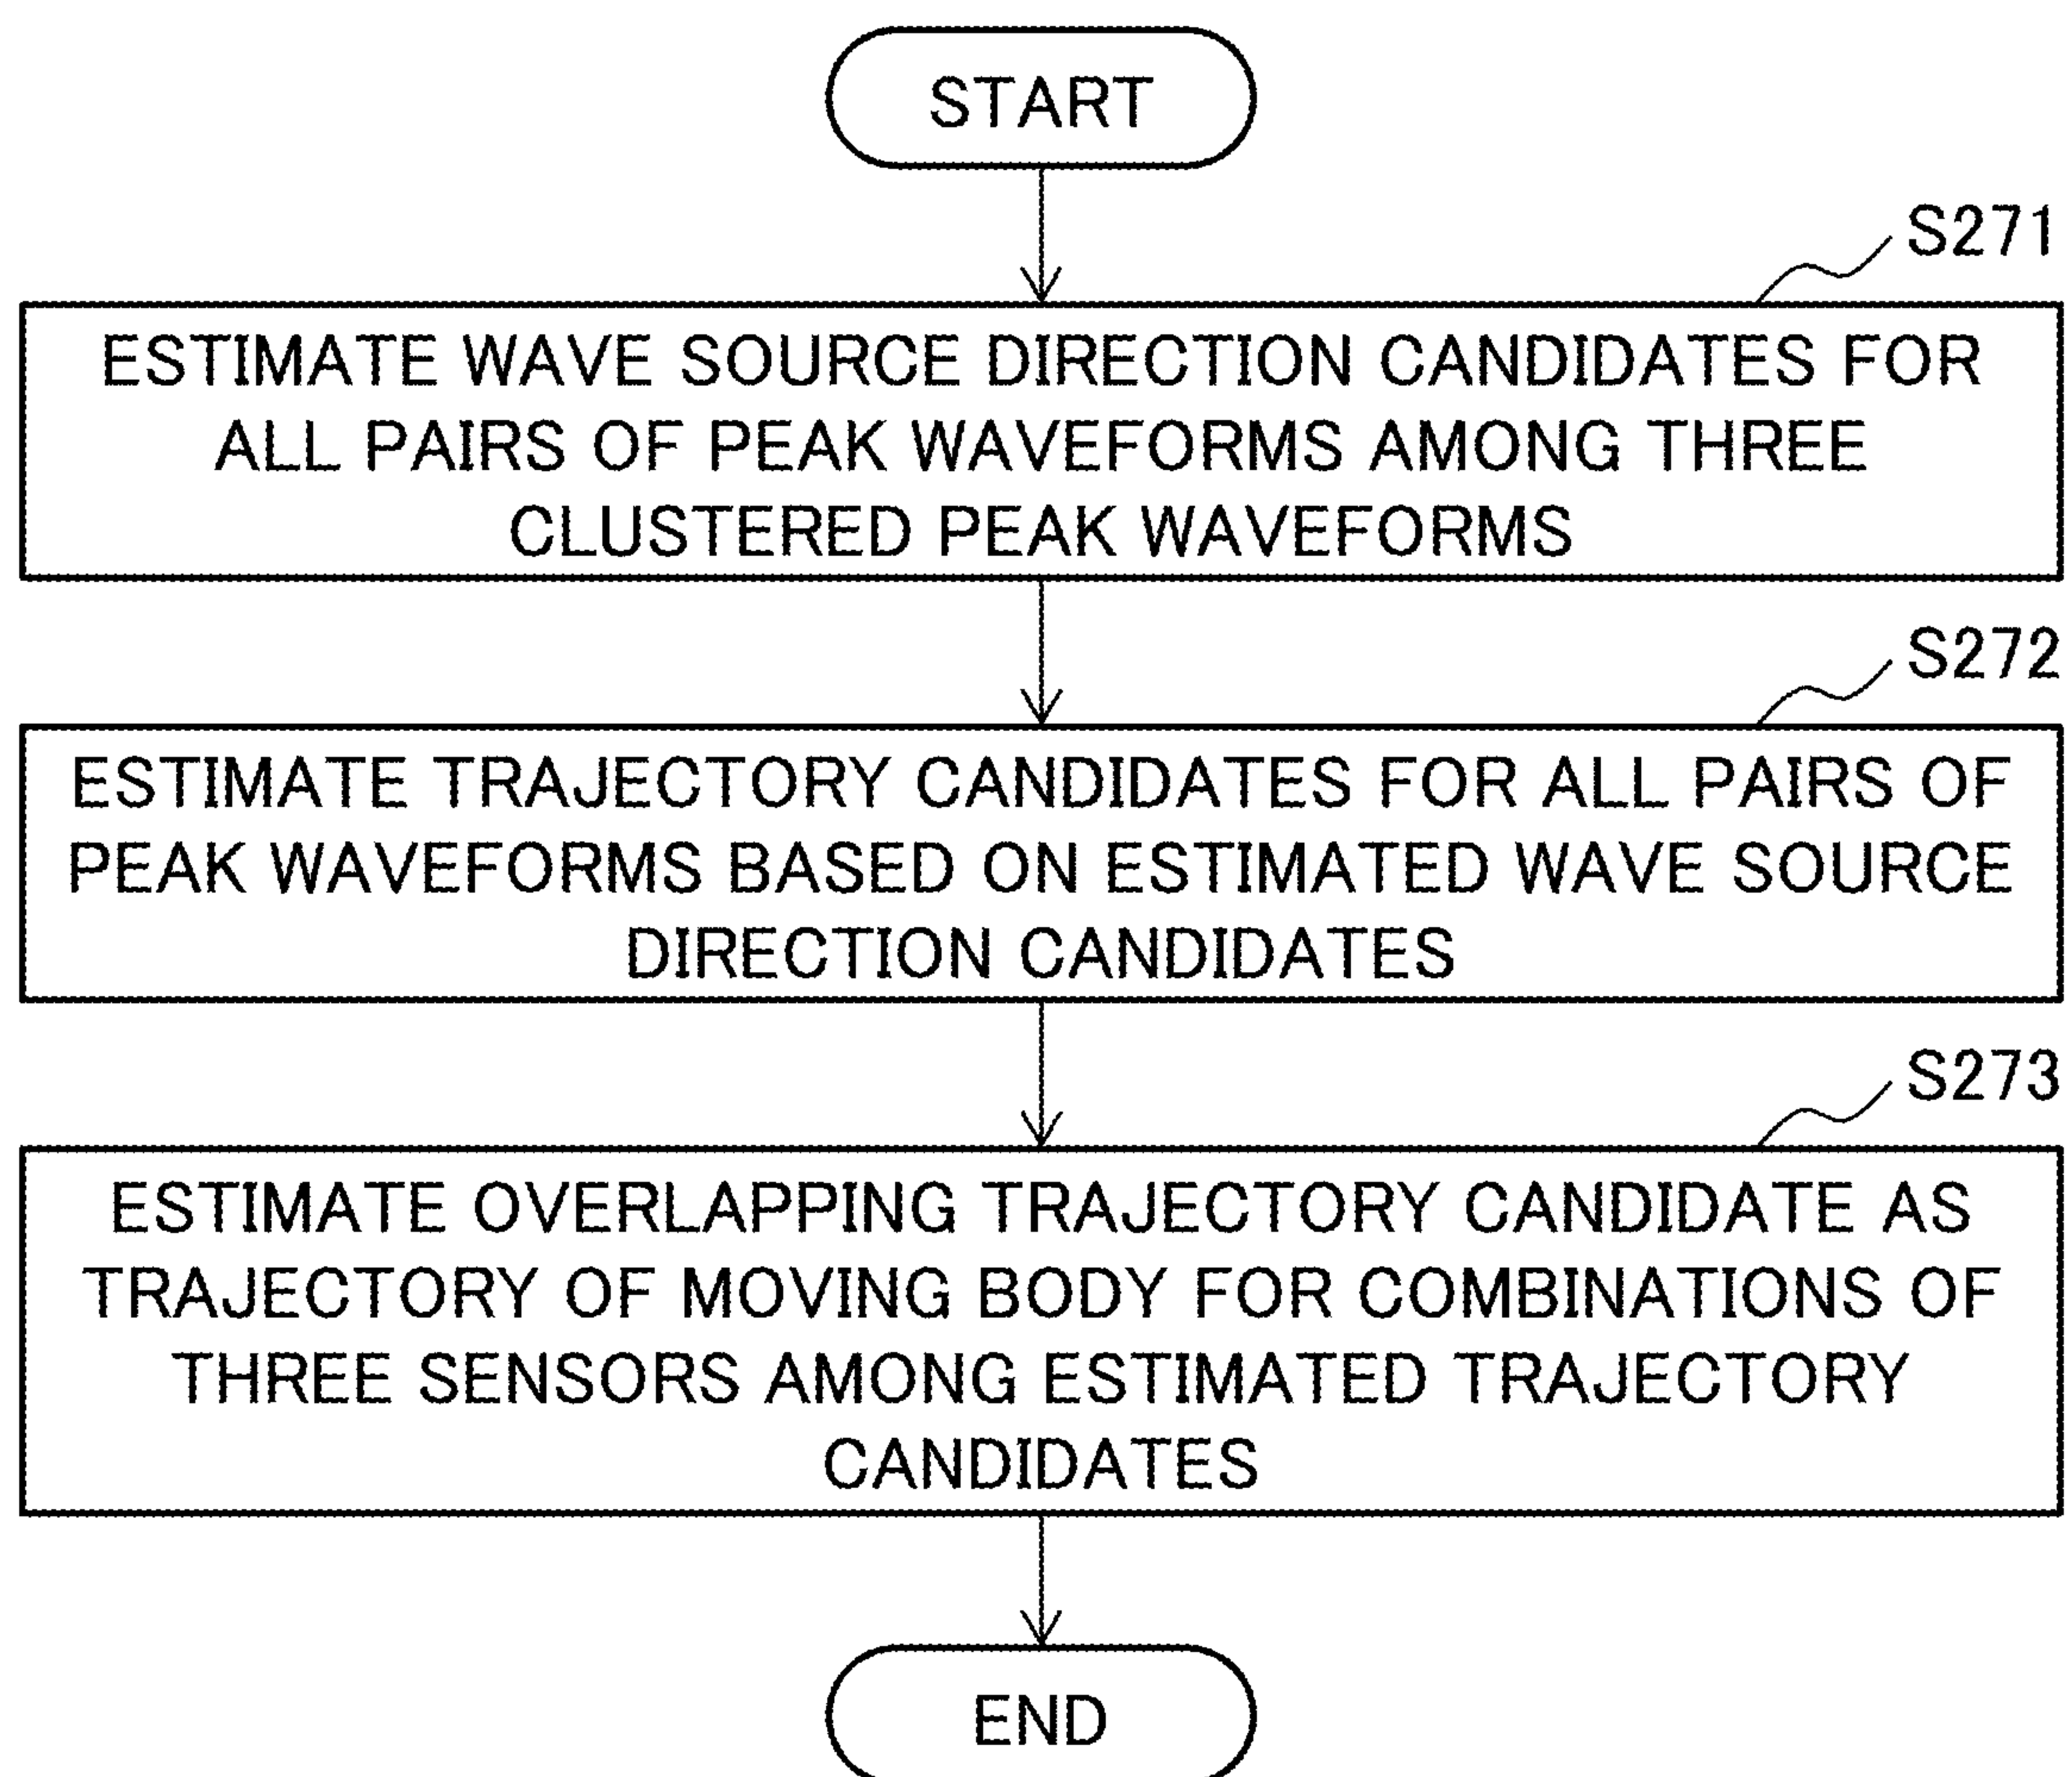 START
S271
ESTIMATE WAVE SOURCE DIRECTION CANDIDATES FOR
ALL PAIRS OF PEAK WAVEFORMS AMONG THREE
CLUSTERED PEAK WAVEFORMS
S272
ESTIMATE TRAJECTORY CANDIDATES FOR ALL PAIRS OF
PEAK WAVEFORMS BASED ON ESTIMATED WAVE SOURCE
DIRECTION CANDIDATES
S273
ESTIMATE OVERLAPPING TRAJECTORY CANDIDATE AS
TRAJECTORY OF MOVING BODY FOR COMBINATIONS OF
THREE SENSORS AMONG ESTIMATED TRAJECTORY
CANDIDATES
END